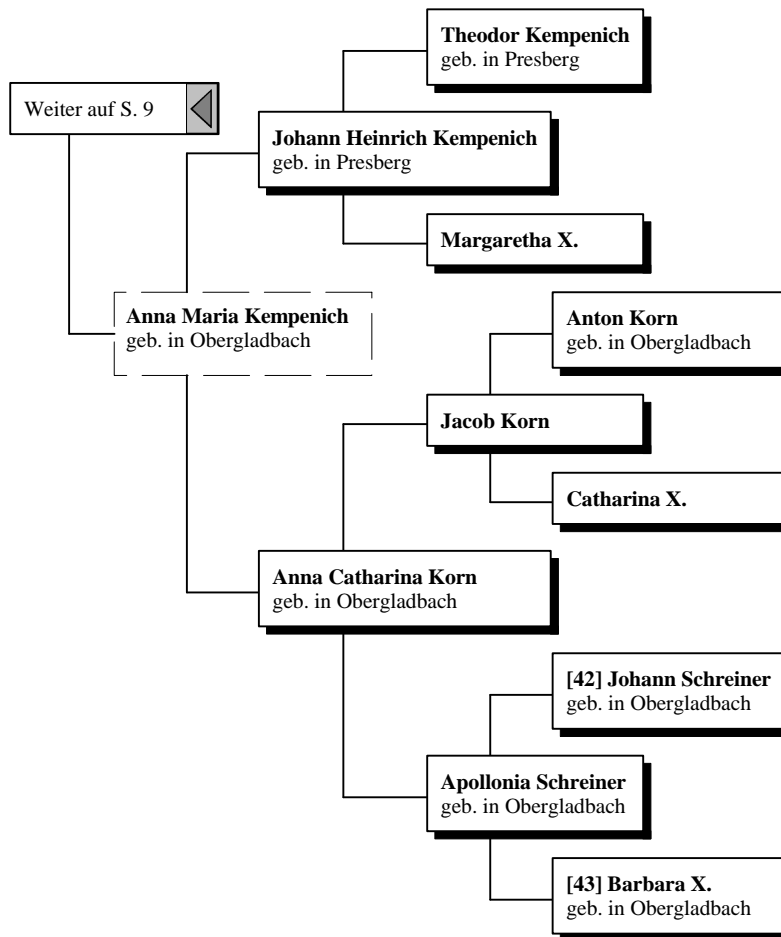 Theodor Kempenich
geb. in Presberg
Weiter auf S. 9
Johann Heinrich Kempenich
geb. in Presberg
Margaretha X.
Anna Maria Kempenich
geb. in Obergladbach
Anton Korn
geb. in Obergladbach
Jacob Korn
Catharina X.
Anna Catharina Korn
geb. in Obergladbach
[42] Johann Schreiner
geb. in Obergladbach
Apollonia Schreiner
geb. in Obergladbach
[43] Barbara X.
geb. in Obergladbach